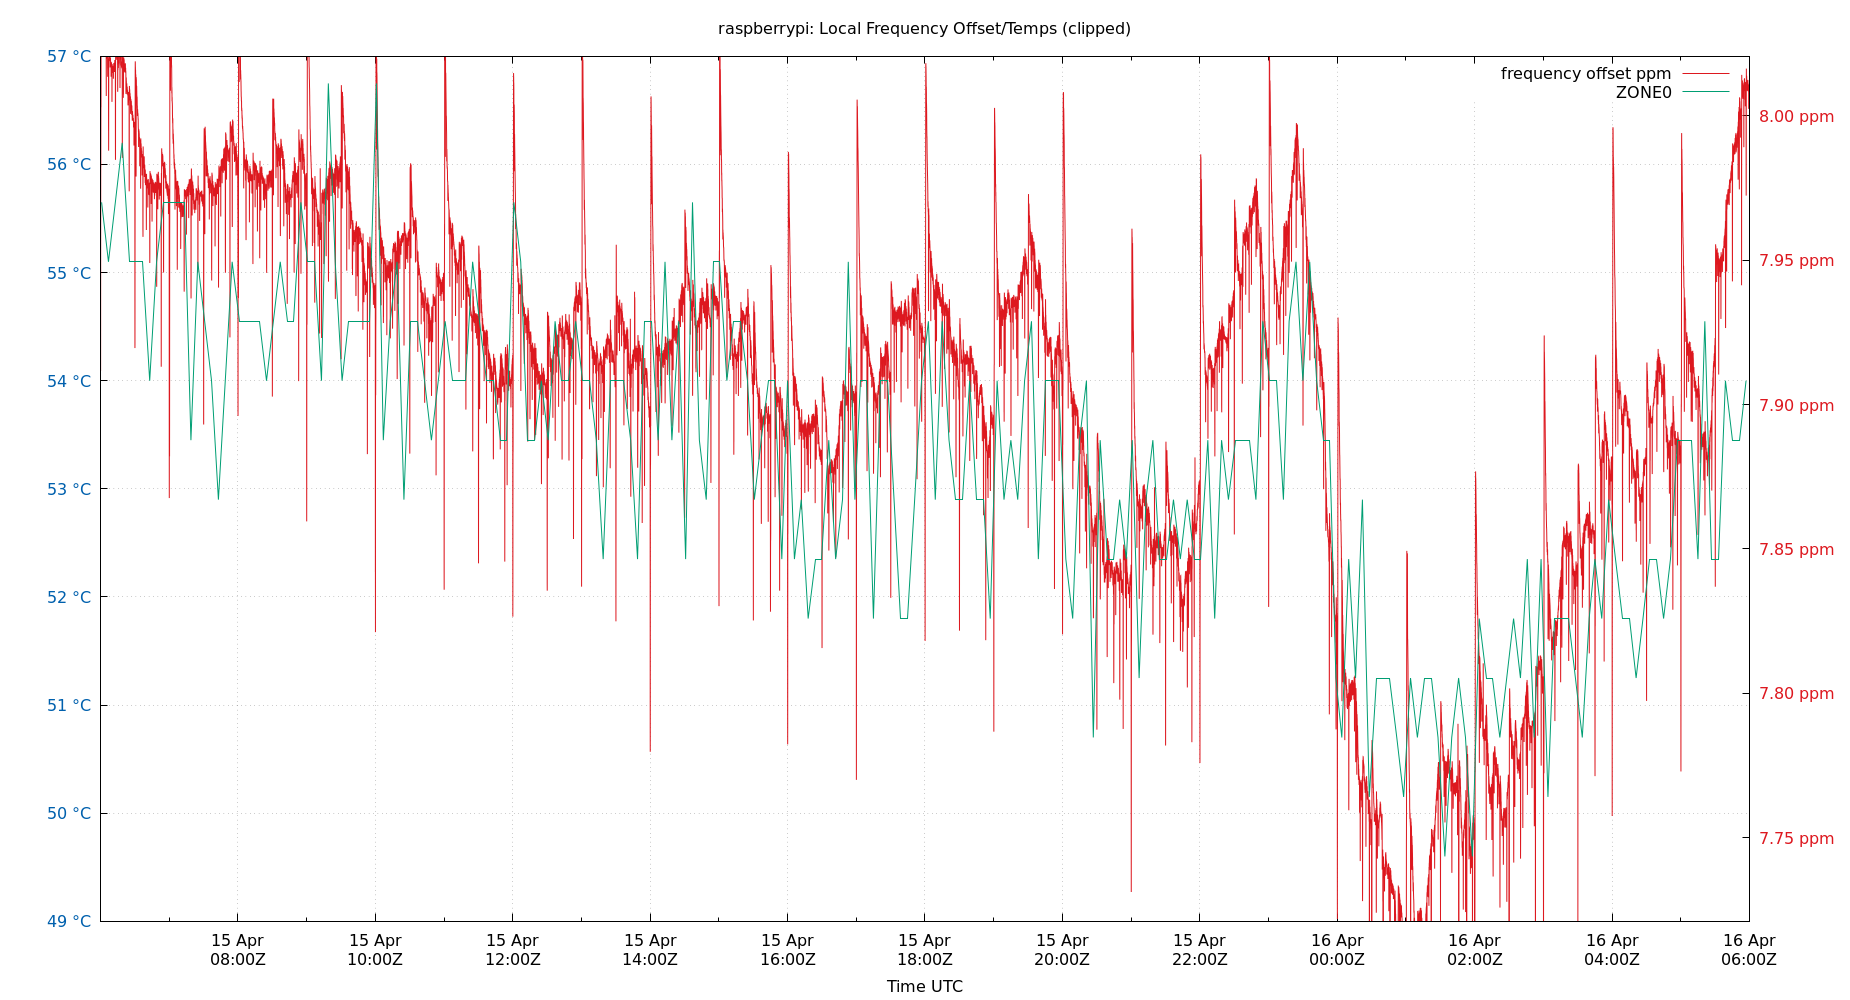 raspberrypi: Local Frequency Offset/Temps (clipped)
frequency offset ppm
ZONE0
57 °C
56 °C
55 °C
54 °C
53 °C
52 °C
51 °C
50 °C
49 °C
8.00 ppm
7.95 ppm
7.90 ppm
7.85 ppm
7.80 ppm
7.75 ppm
15 Apr 15 Apr 15 Apr 15 Apr 15 Apr 15 Apr 15 Apr 15 Apr 16 Apr 16 Apr 16 Apr 16 Apr
08:00Z 10:00Z 12:00Z 14:00Z 16:00Z 18:00Z 20:00Z 22:00Z 00:00Z 02:00Z 04:00Z 06:00Z
Time UTC